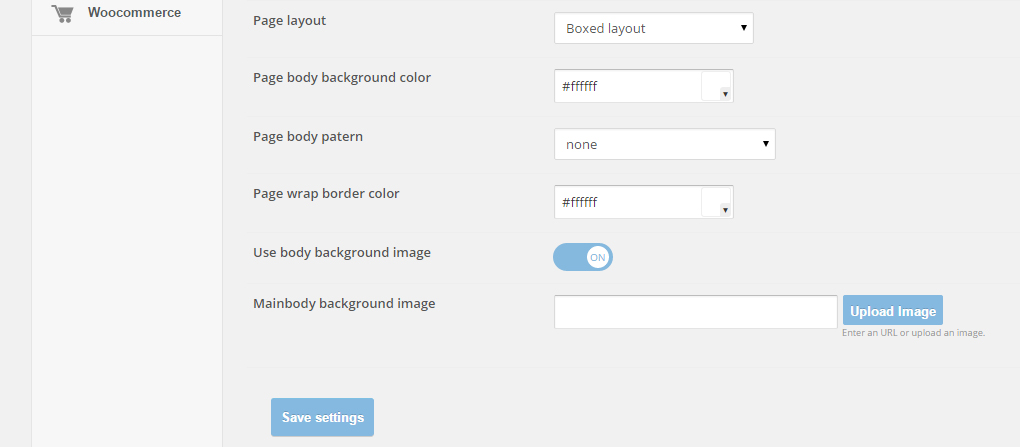 Woocommerce
Page layout
Boxed layout
Page body background color
#ffffff
Page body patern
none
Page wrap border color
#ffffff
Use body background image
ON
Mainbody background image
Upload Image
Enter an URL or upload an image.
Save settings